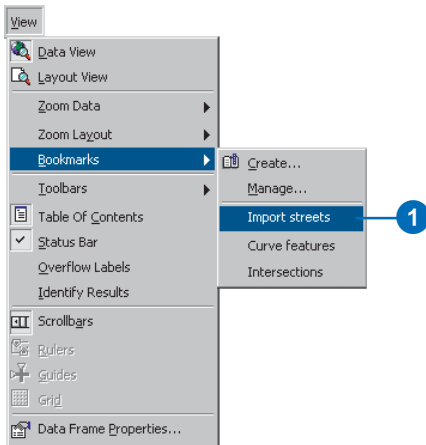 View
Data View
Layout View
Zoom Data
Zoom Layout
Bookmarks
Create...
Manage...
Import streets
1
Curve features
Intersections
Toolbars
Table Of Contents
Status Bar
Overflow Labels
Identify Results
Scrollbars
Rulers
Guides
Grid
Data Frame Properties...